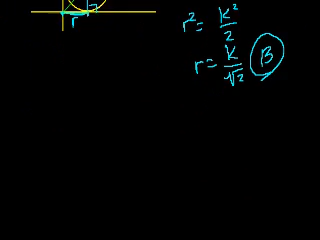 r
r² = k²/2
r = k/√2 B